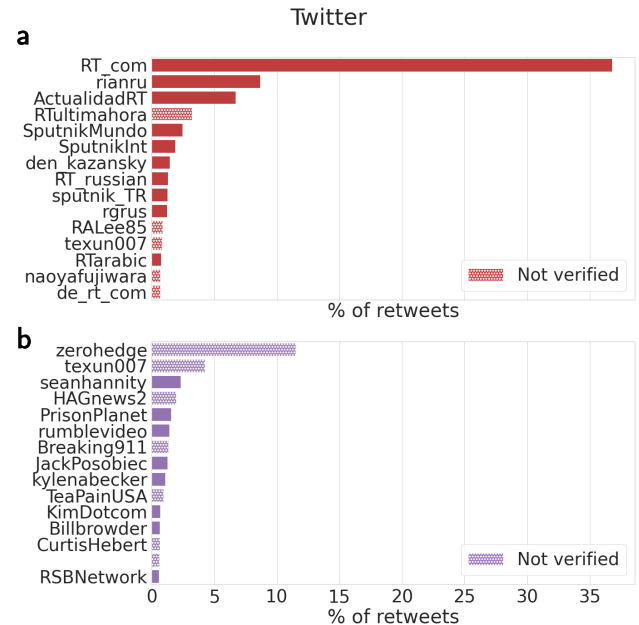 Twitter
a
RT_com
rianru
ActualidadRT
RTultimahora
SputnikMundo
SputnikInt
den_kazansky
RT_russian
sputnik_TR
rgrus
RALee85
texun007
RTarabic
naoyafujiwara
de_rt_com
Not verified
% of retweets
b
zerohedge
texun007
seanhannity
HAGnews2
PrisonPlanet
rumblevideo
Breaking911
JackPosobiec
kylenabecker
TeaPainUSA
KimDotcom
Billbrowder
CurtisHebert
RSBNetwork
Not verified
0 5 10 15 20 25 30 35
% of retweets